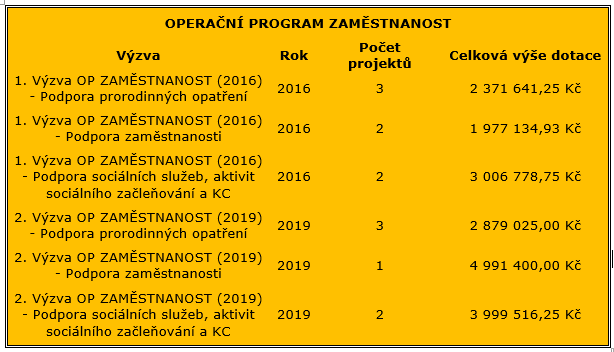 OPERAČNÍ PROGRAM ZAMĚSTNANOST
Výzva Rok Počet projektů Celková výše dotace
1. Výzva OP ZAMĚSTNANOST (2016)
- Podpora prorodinných opatření 2016 3 2 371 641,25 Kč
1. Výzva OP ZAMĚSTNANOST (2016)
- Podpora zaměstnanosti 2016 2 1 977 134,93 Kč
1. Výzva OP ZAMĚSTNANOST (2016)
- Podpora sociálních služeb, aktivit 2016 2 3 006 778,75 Kč
sociálního začleňování a KC
2. Výzva OP ZAMĚSTNANOST (2019)
- Podpora prorodinných opatření 2019 3 2 879 025,00 Kč
2. Výzva OP ZAMĚSTNANOST (2019)
- Podpora zaměstnanosti 2019 1 4 991 400,00 Kč
2. Výzva OP ZAMĚSTNANOST (2019)
- Podpora sociálních služeb, aktivit 2019 2 3 999 516,25 Kč
sociálního začleňování a KC